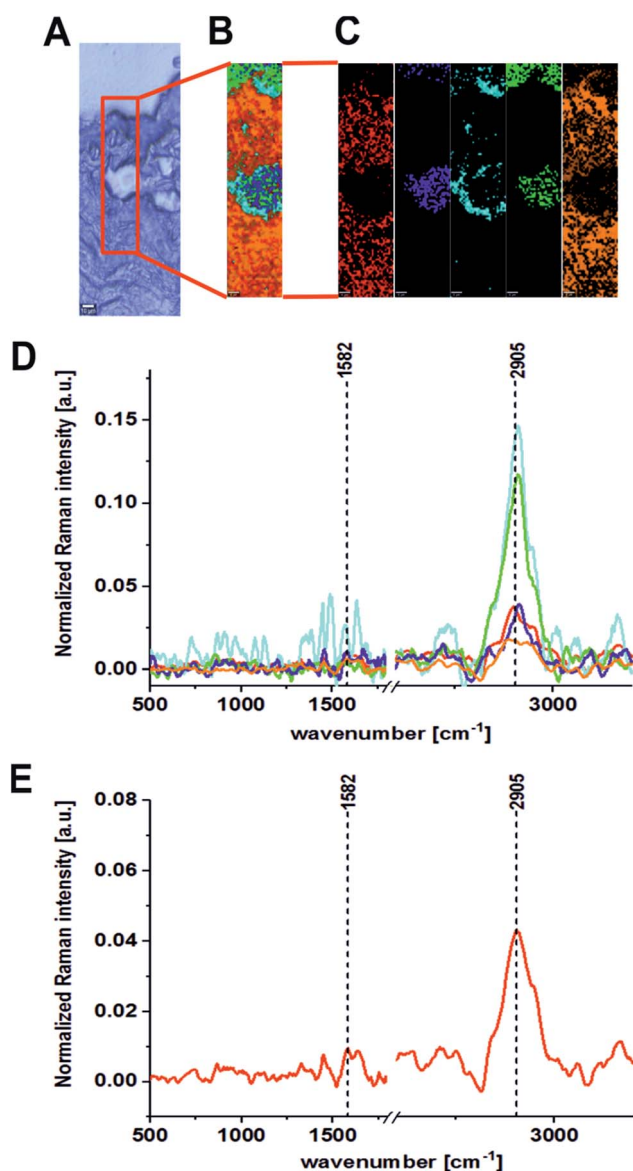 A B C
10 µm
D
1582
2905
Normalized Raman intensity [a.u.]
0.15
0.10
0.05
0.00
500 1000 1500 3000
wavenumber [cm⁻¹]
E
1582
2905
Normalized Raman intensity [a.u.]
0.08
0.06
0.04
0.02
0.00
500 1000 1500 3000
wavenumber [cm⁻¹]